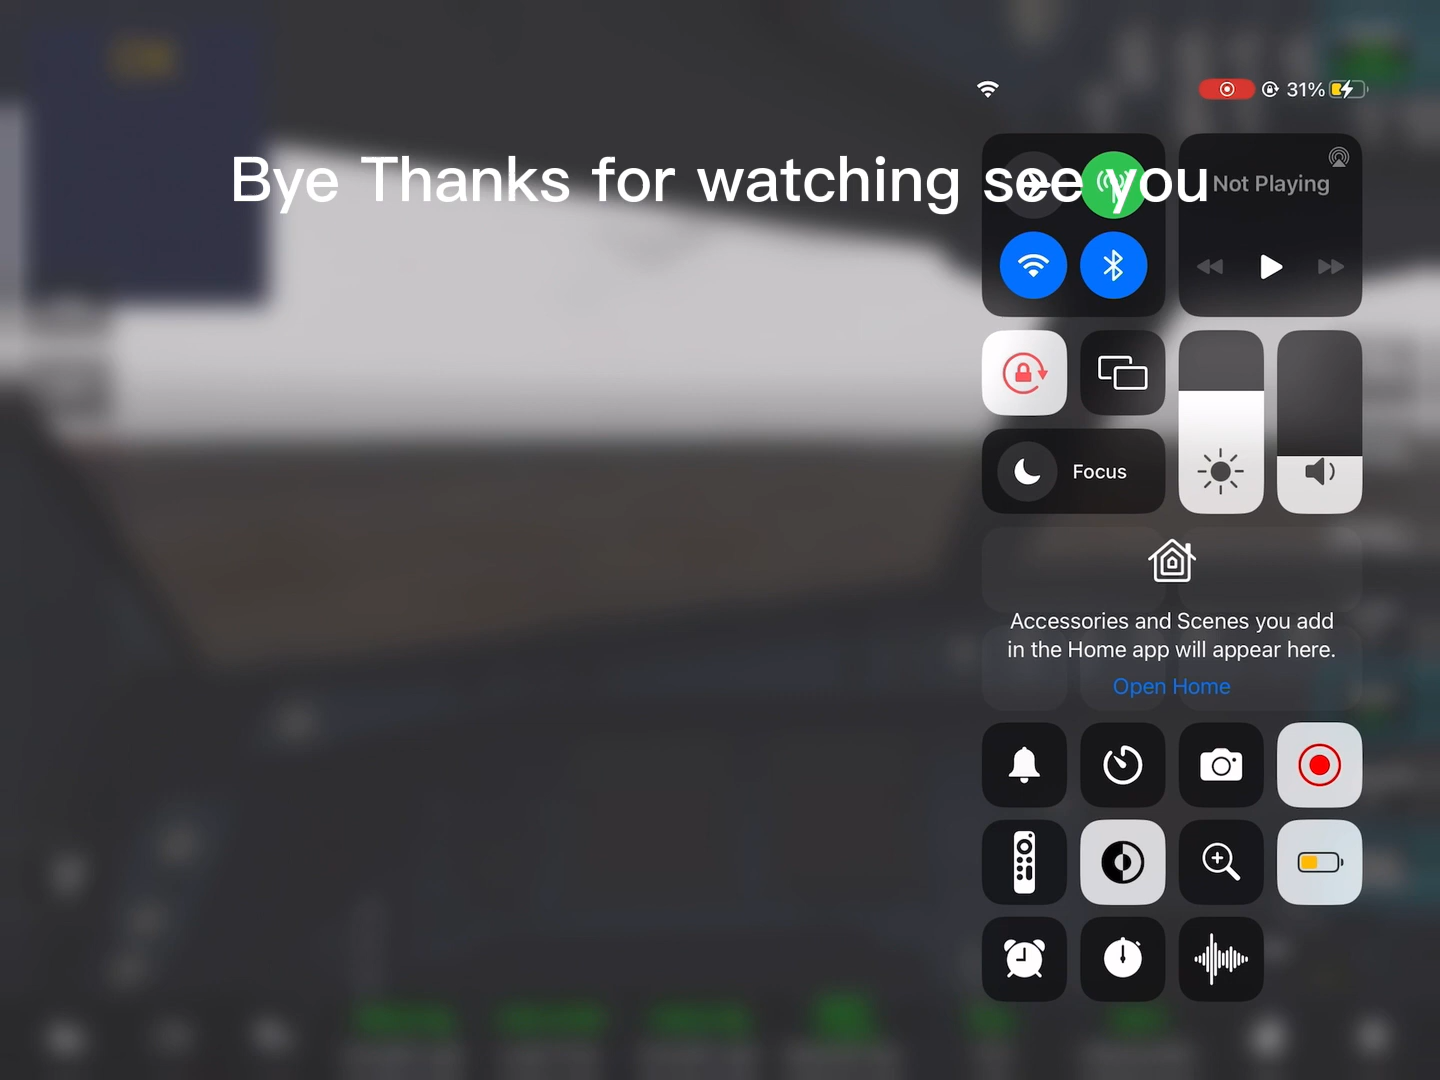 31%
Bye Thanks for watching see you
Not Playing
Focus
Accessories and Scenes you add
in the Home app will appear here.
Open Home